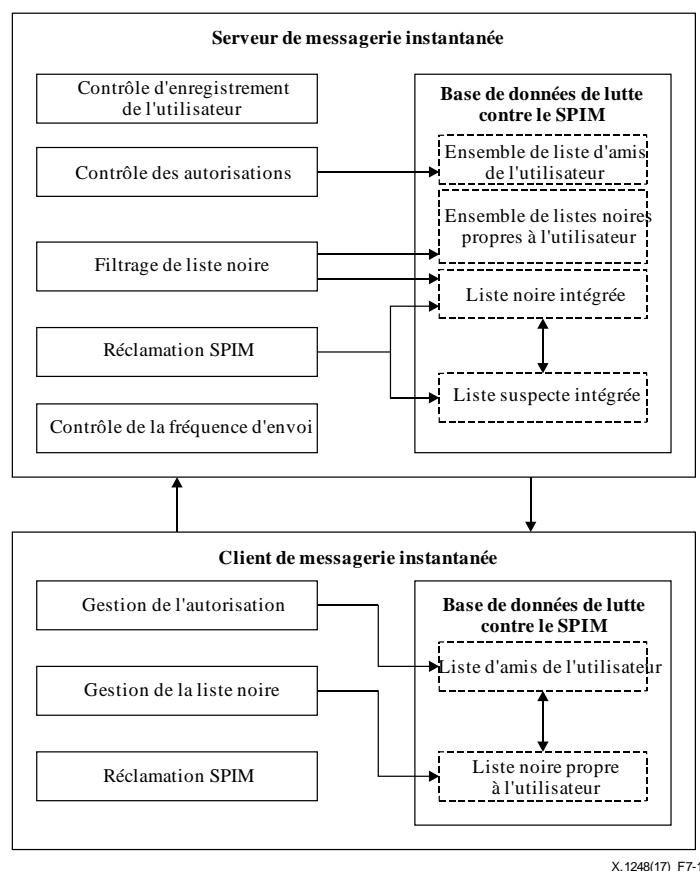 Serveur de messagerie instantanée
Contrôle d'enregistrement
de l'utilisateur
Contrôle des autorisations
Filtrage de liste noire
Réclamation SPIM
Contrôle de la fréquence d'envoi
Base de données de lutte
contre le SPIM
Ensemble de liste d'amis
de l'utilisateur
Ensemble de listes noires
propres à l'utilisateur
Liste noire intégrée
Liste suspecte intégrée
Client de messagerie instantanée
Gestion de l'autorisation
Gestion de la liste noire
Réclamation SPIM
Base de données de lutte
contre le SPIM
Liste d'amis de l'utilisateur
Liste noire propre
à l'utilisateur
X.1248(17)_F7-1